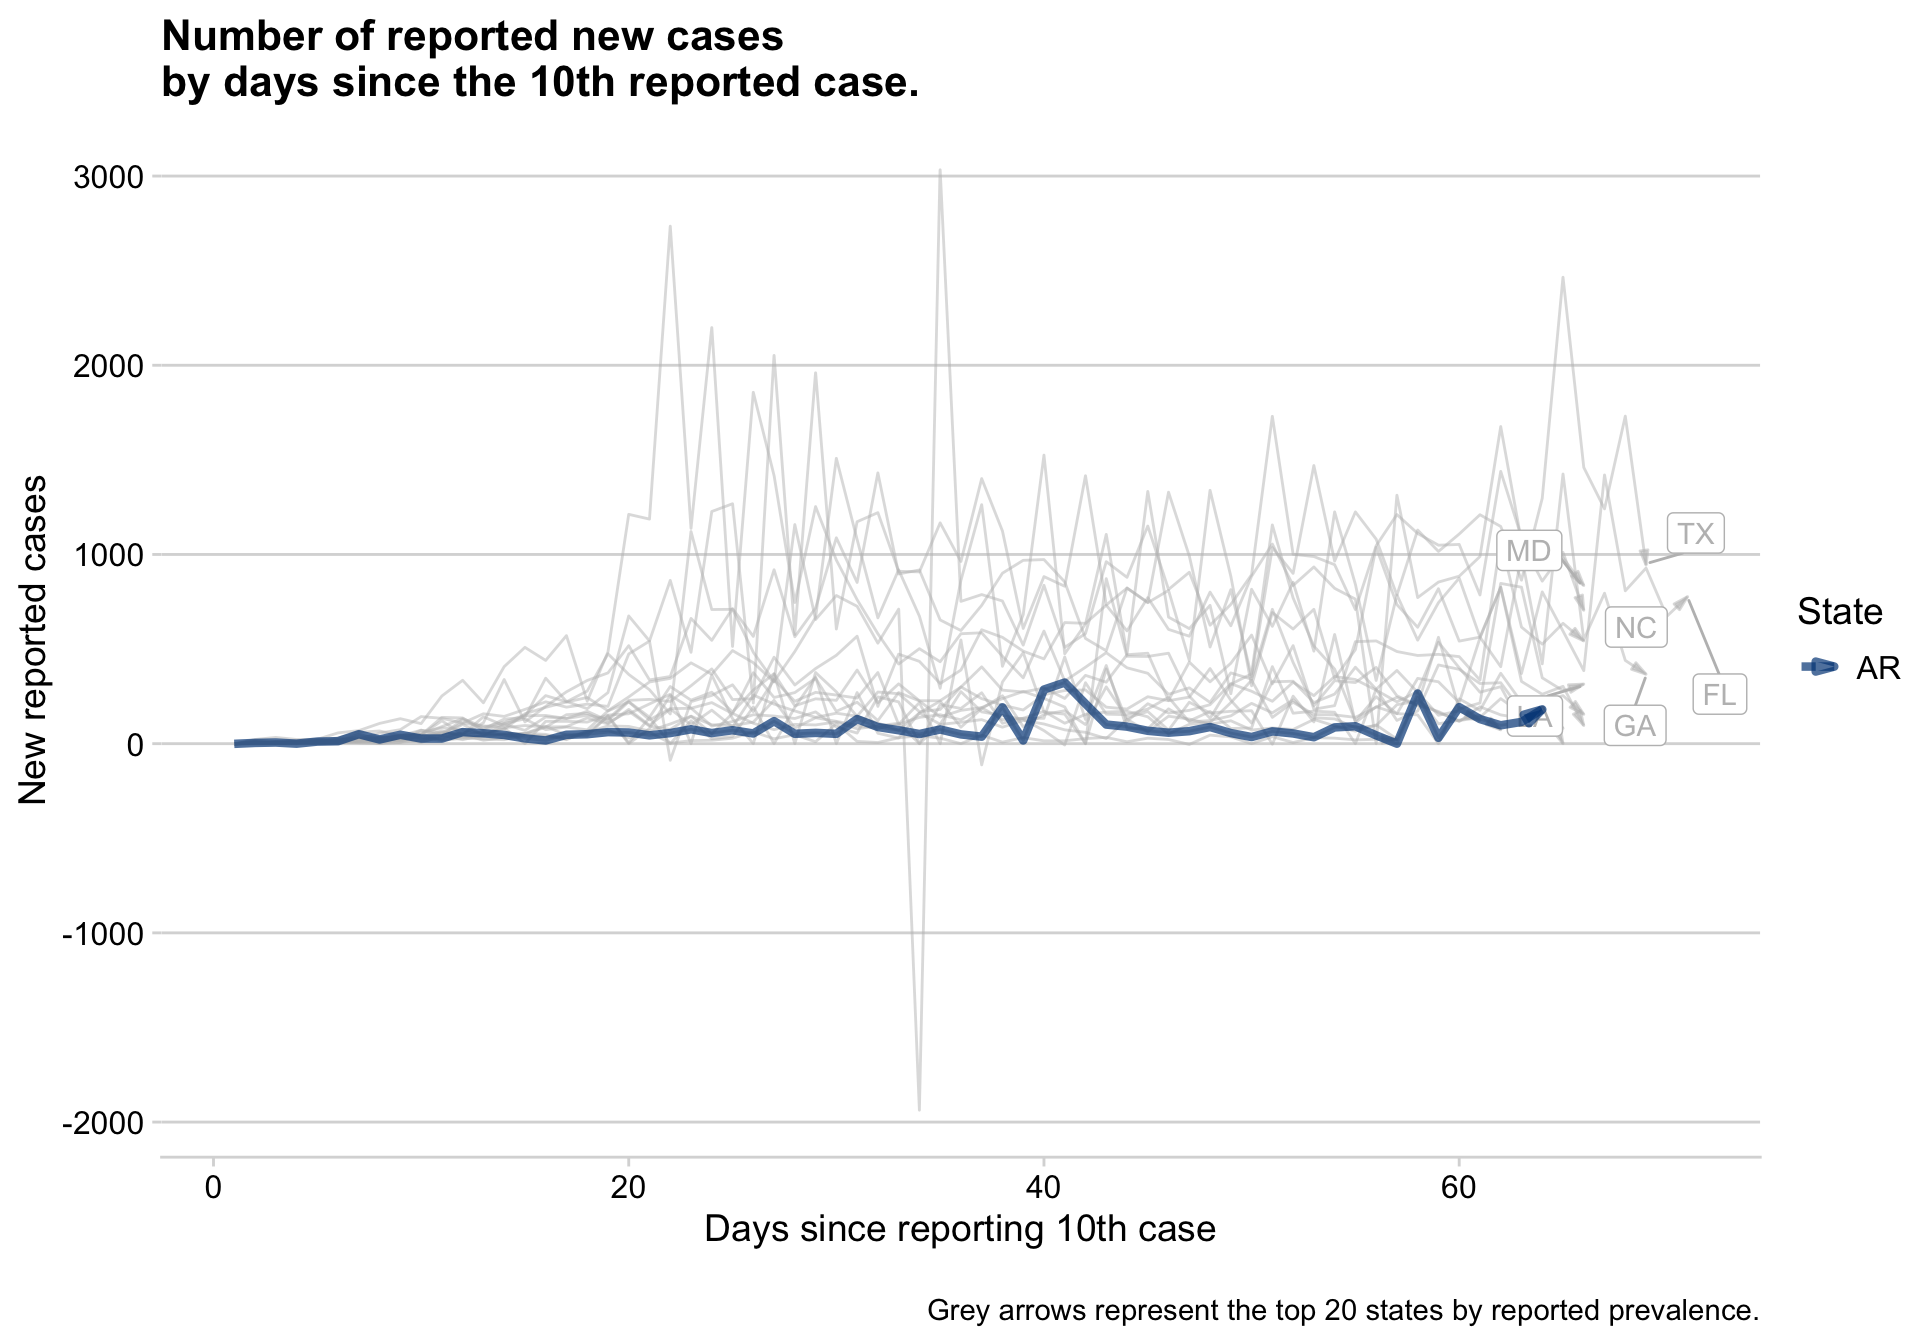 Number of reported new cases
by days since the 10th reported case.
New reported cases
3000
2000
1000
0
-1000
-2000
MD
TX
NC
FL
GA
State
AR
0
20
40
60
Days since reporting 10th case
Grey arrows represent the top 20 states by reported prevalence.